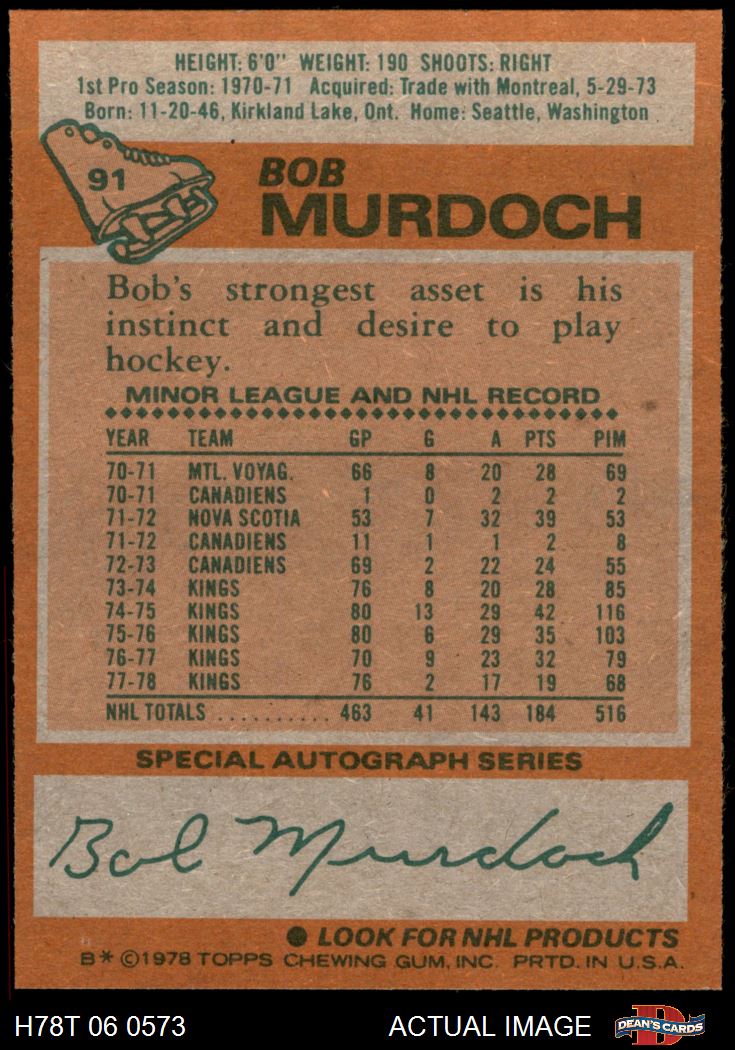 HEIGHT: 6'0" WEIGHT: 190 SHOOTS: RIGHT
1st Pro Season: 1970-71 Acquired: Trade with Montreal, 5-29-73
Born: 11-20-46, Kirkland Lake, Ont. Home: Seattle, Washington
91
BOB
MURDOCH
Bob's strongest asset is his
instinct and desire to play
hockey.
MINOR LEAGUE AND NHL RECORD
YEAR TEAM GP G A PTS PIM
70-71 MTL. VOYAG. 66 8 20 28 69
70-71 CANADIENS 1 0 2 2 2
71-72 NOVA SCOTIA 53 7 32 39 53
71-72 CANADIENS 11 1 1 2 8
72-73 CANADIENS 69 2 22 24 55
73-74 KINGS 76 8 20 28 85
74-75 KINGS 80 13 29 42 116
75-76 KINGS 80 6 29 35 103
76-77 KINGS 70 9 23 32 79
77-78 KINGS 76 2 17 19 68
NHL TOTALS .......... 463 41 143 184 516
SPECIAL AUTOGRAPH SERIES
Bob Murdoch
● LOOK FOR NHL PRODUCTS
B* ©1978 TOPPS CHEWING GUM, INC. PRTD. IN U.S.A.
H78T 06 0573 ACTUAL IMAGE DEAN'S CARDS